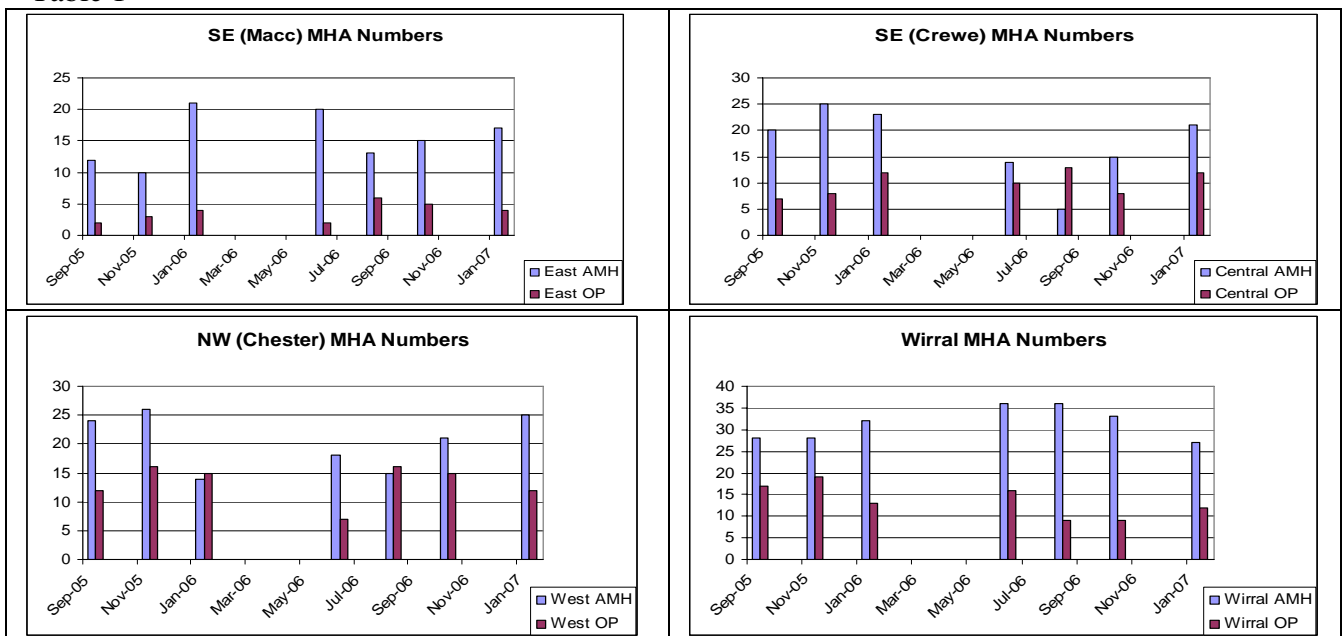 SE (Macc) MHA Numbers
25
20
15
10
5
0
Sep-05 Nov-05 Jan-06 Mar-06 May-06 Jul-06 Sep-06 Nov-06 Jan-07
East AMH
East OP
SE (Crewe) MHA Numbers
30
25
20
15
10
5
0
Sep-05 Nov-05 Jan-06 Mar-06 May-06 Jul-06 Sep-06 Nov-06 Jan-07
Central AMH
Central OP
NW (Chester) MHA Numbers
30
25
20
15
10
5
0
Sep-05 Nov-05 Jan-06 Mar-06 May-06 Jul-06 Sep-06 Nov-06 Jan-07
West AMH
West OP
Wirral MHA Numbers
40
35
30
25
20
15
10
5
0
Sep-05 Nov-05 Jan-06 Mar-06 May-06 Jul-06 Sep-06 Nov-06 Jan-07
Wirral AMH
Wirral OP